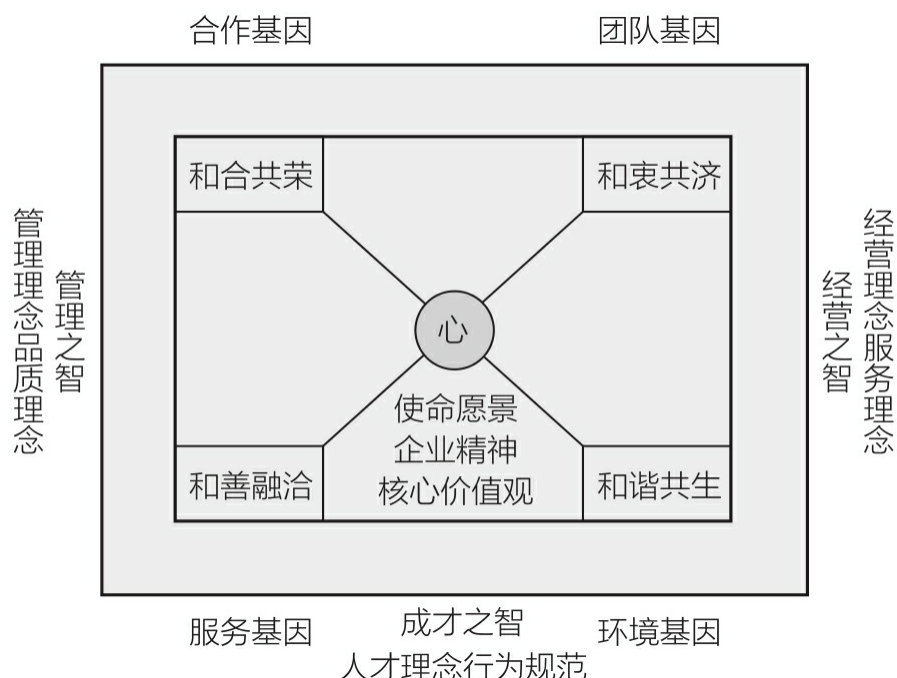 合作基因
团队基因
和合共荣
和衷共济
管理理念品质理念
管理之智
心
经营之智
经营理念服务理念
使命愿景
企业精神
核心价值观
和善融洽
和谐共生
服务基因
成才之智
环境基因
人才理念行为规范